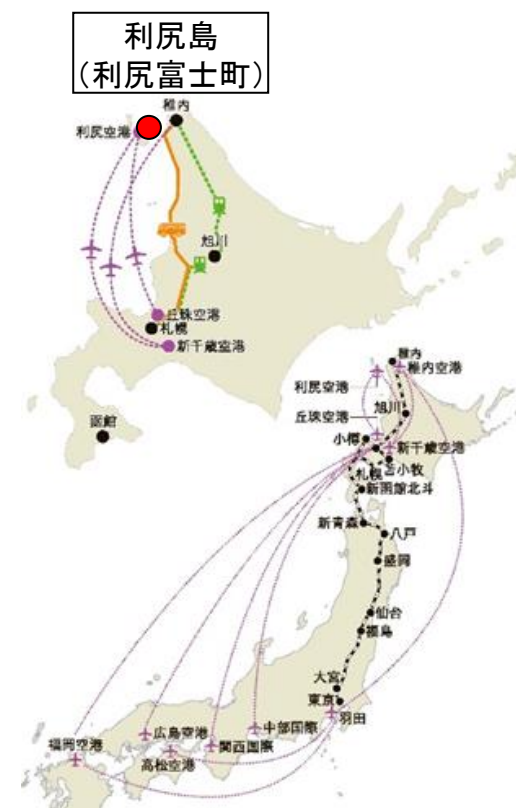 利尻島
(利尻富士町)
稚内
利尻空港
旭川
丘珠空港
札幌
新千歳空港
函館
稚内
稚内空港
利尻空港
旭川
丘珠空港
小樽
新千歳空港
苫小牧
札幌
新函館北斗
新青森
八戸
盛岡
仙台
福島
大宮
東京
羽田
広島空港
中部国際
福岡空港
関西国際
高松空港